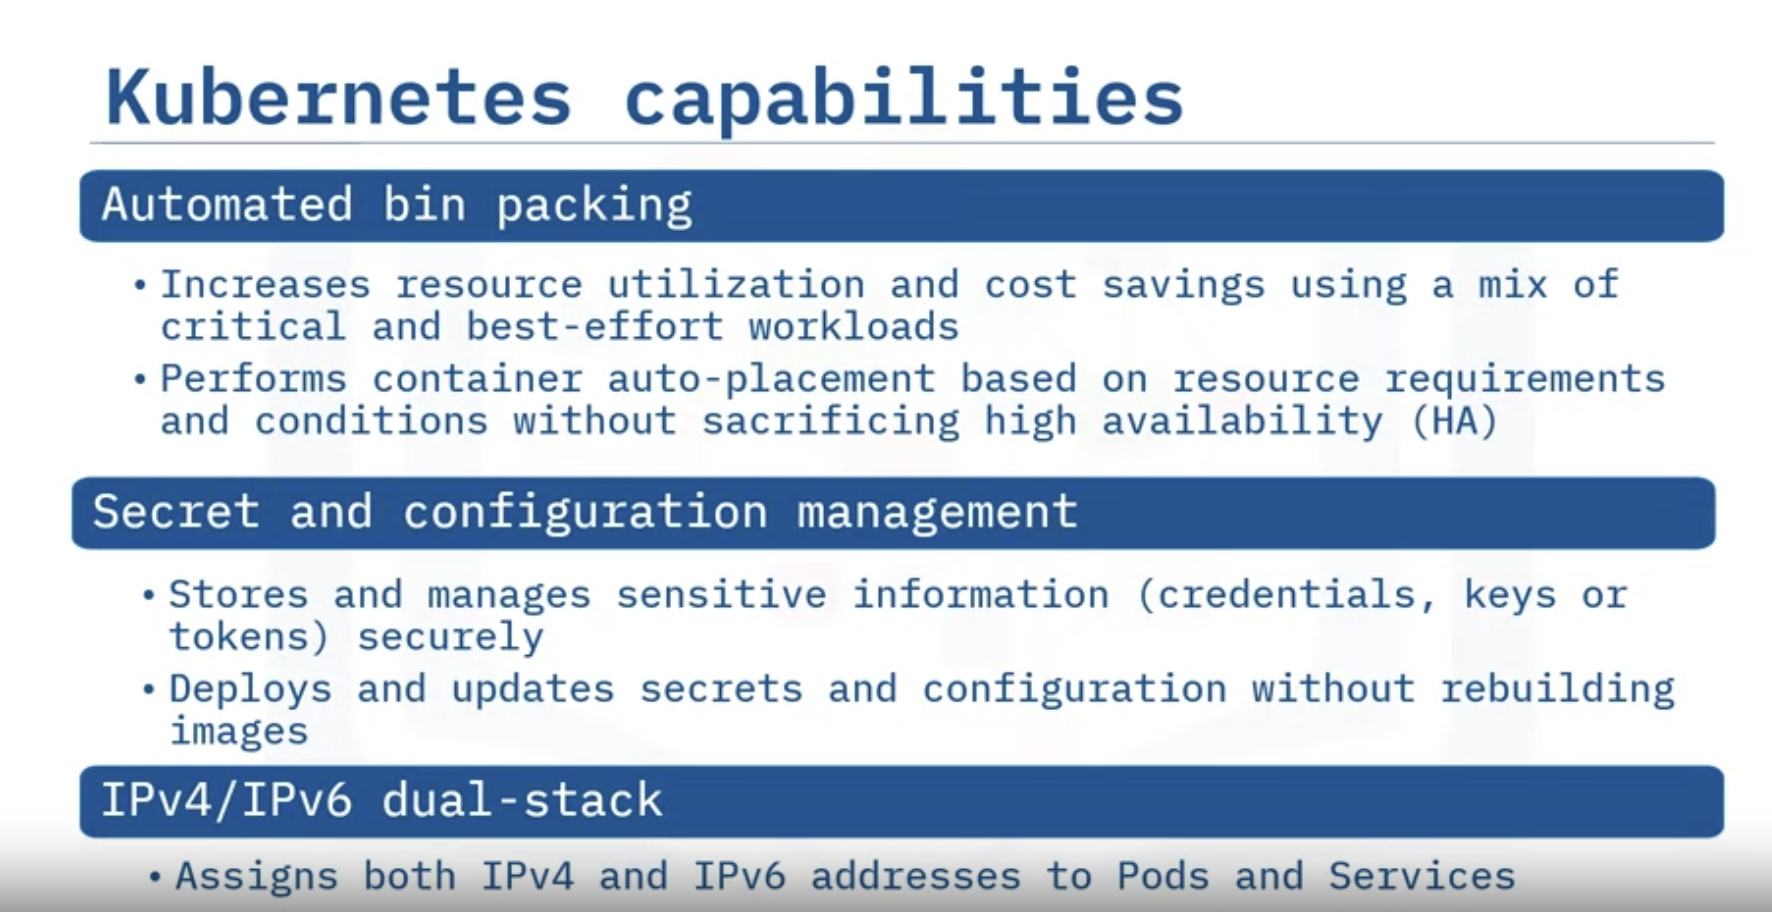 Kubernetes capabilities
Automated bin packing
• Increases resource utilization and cost savings using a mix of
critical and best-effort workloads
• Performs container auto-placement based on resource requirements
and conditions without sacrificing high availability (HA)
Secret and configuration management
• Stores and manages sensitive information (credentials, keys or
tokens) securely
• Deploys and updates secrets and configuration without rebuilding
images
IPv4/IPv6 dual-stack
• Assigns both IPv4 and IPv6 addresses to Pods and Services